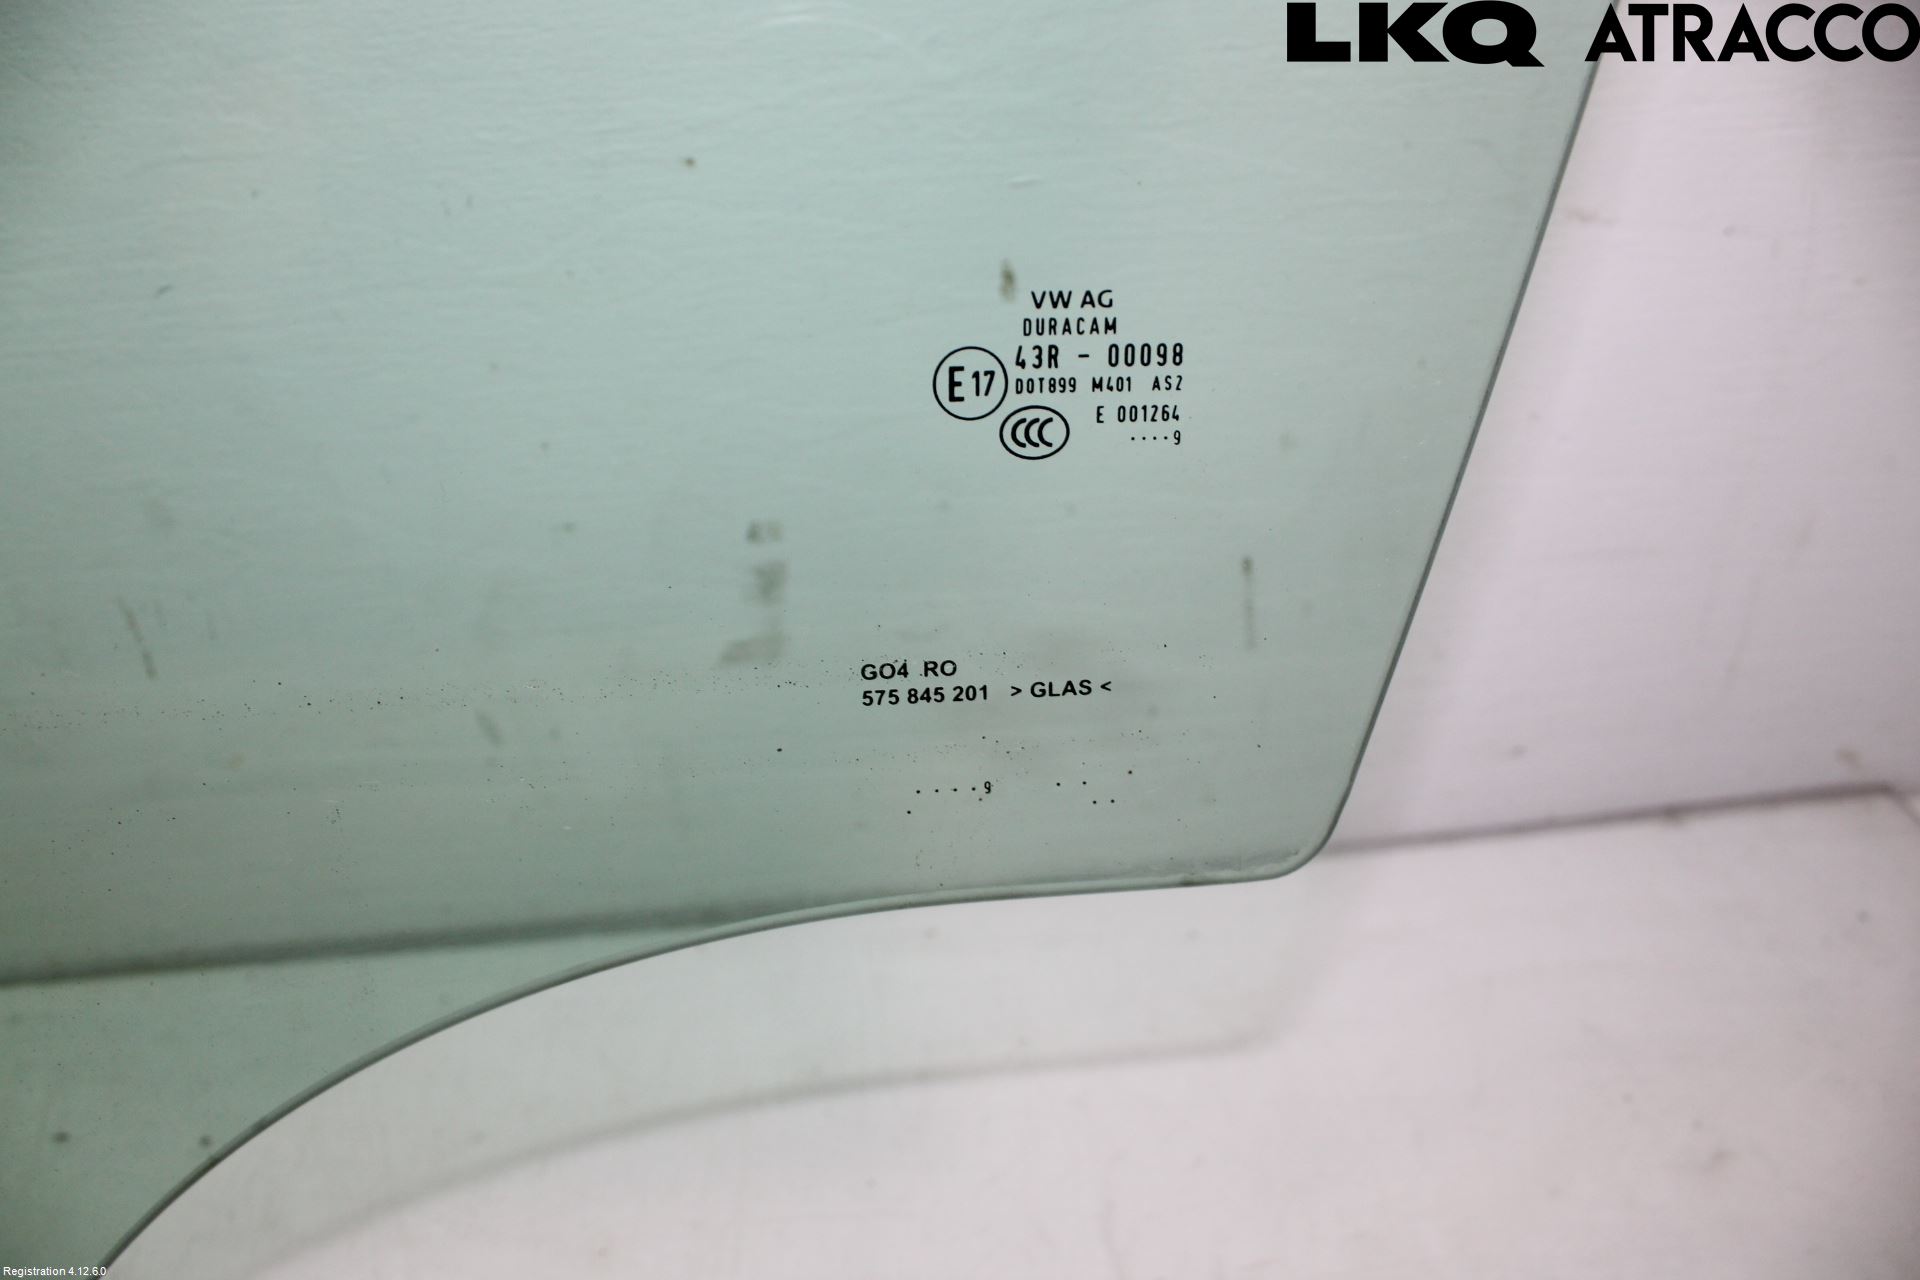 LKQ ATRACCO
VW AG
DURACAM
43R - 00098
E 17
DOT899 M401 AS2
E 001264
CCC
....9
GO4 RO
575 845 201 > GLAS <
....9
Registration 4.12.6.0